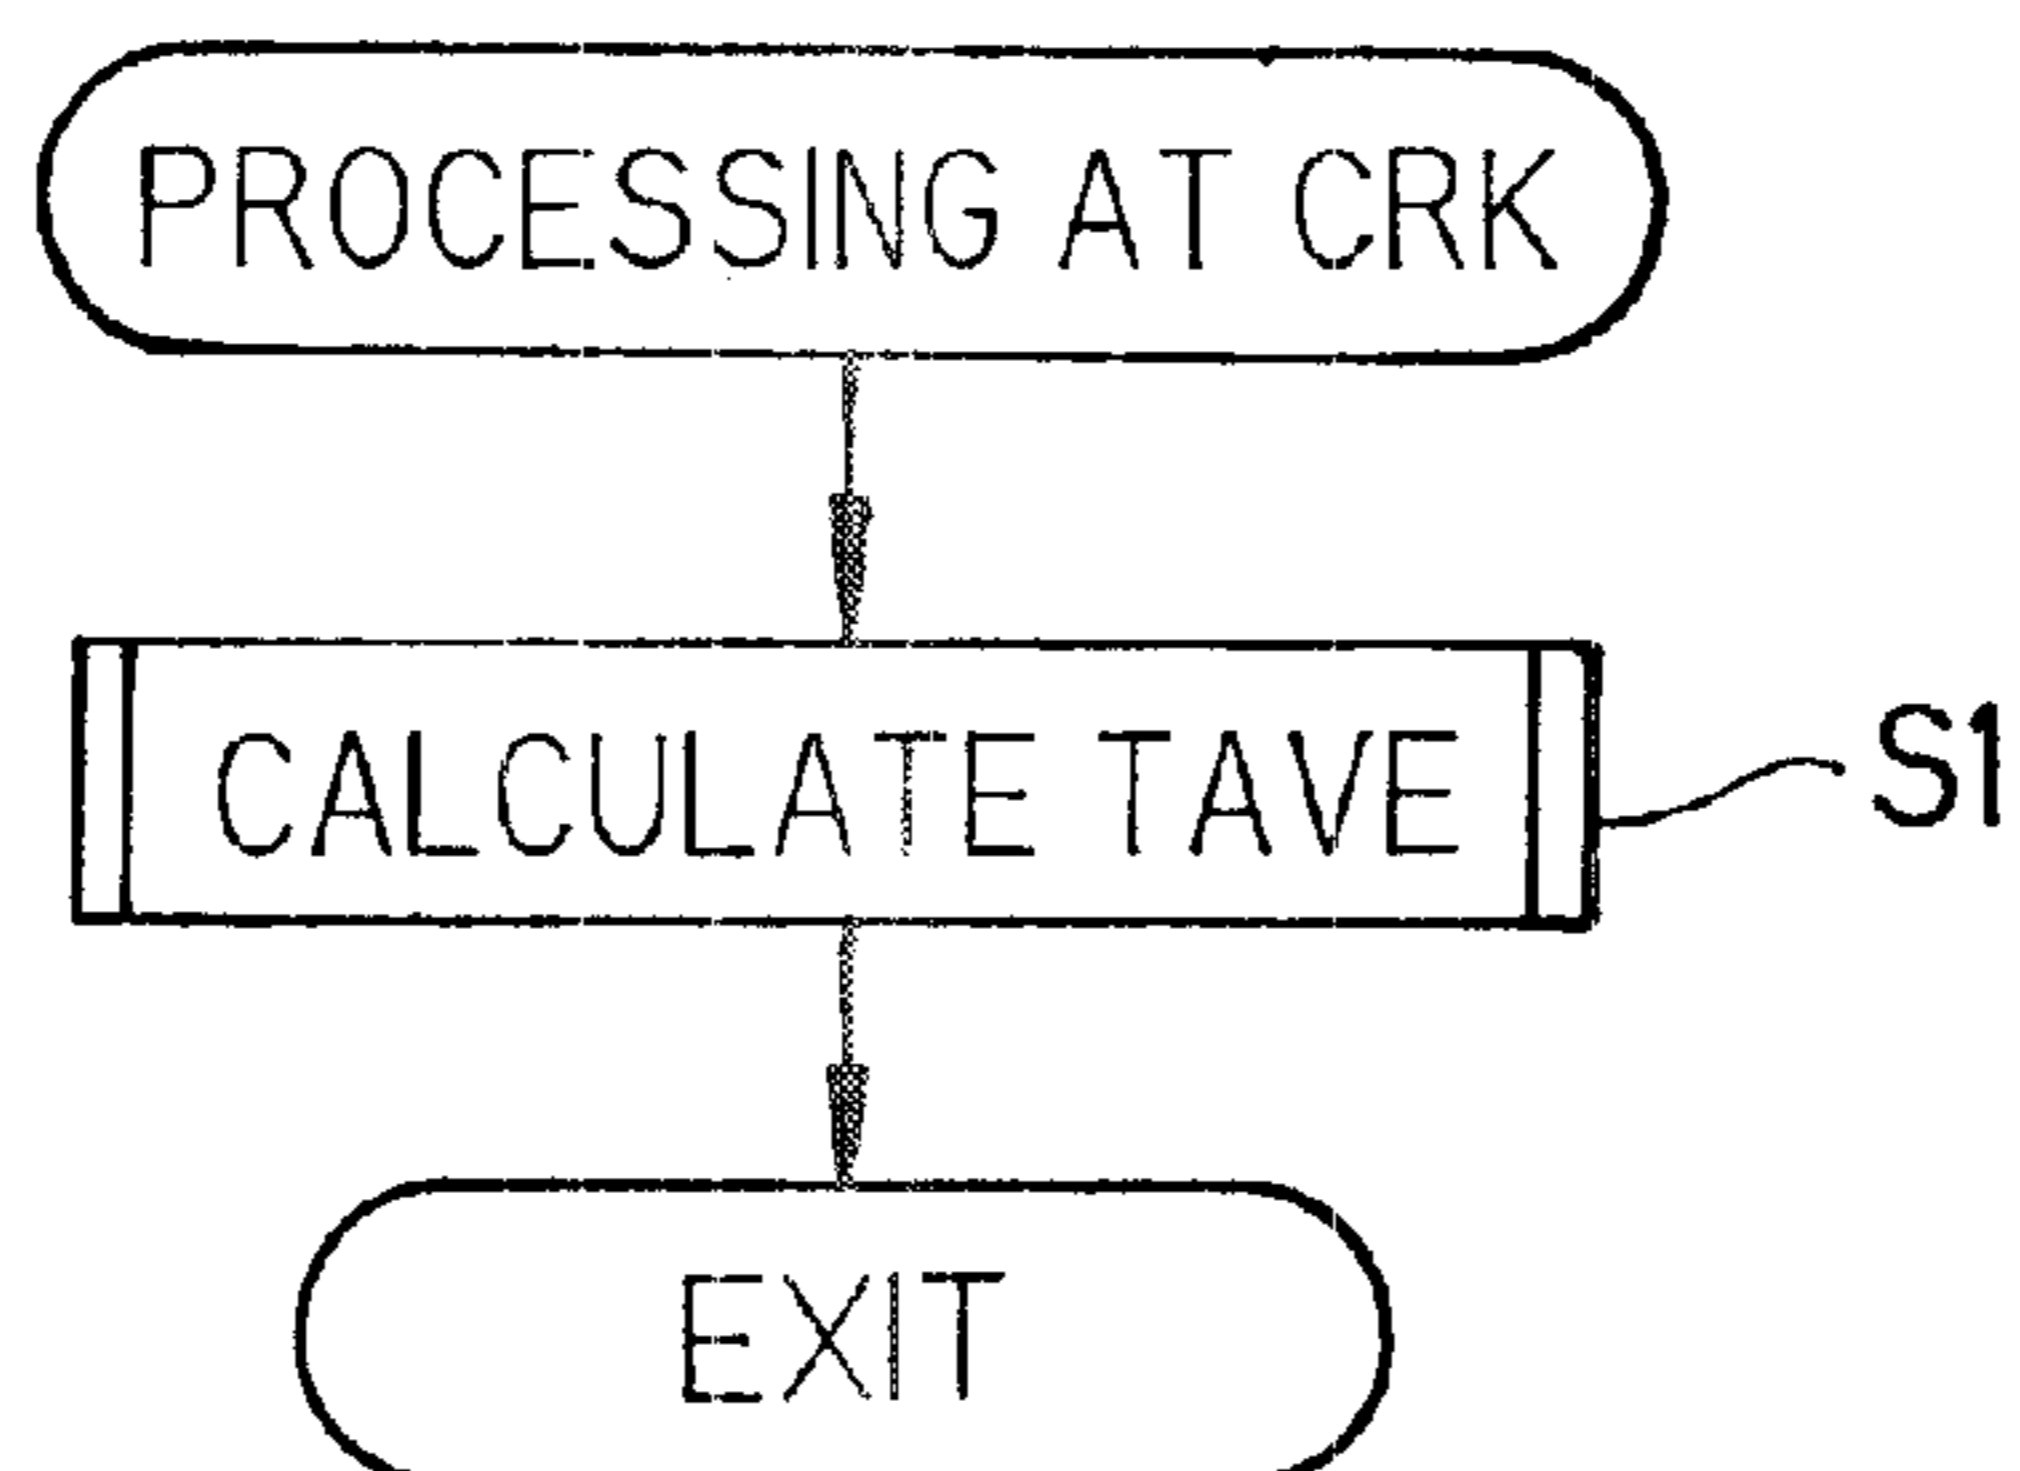 PROCESSING AT CRK
CALCULATE TAVE
S1
EXIT